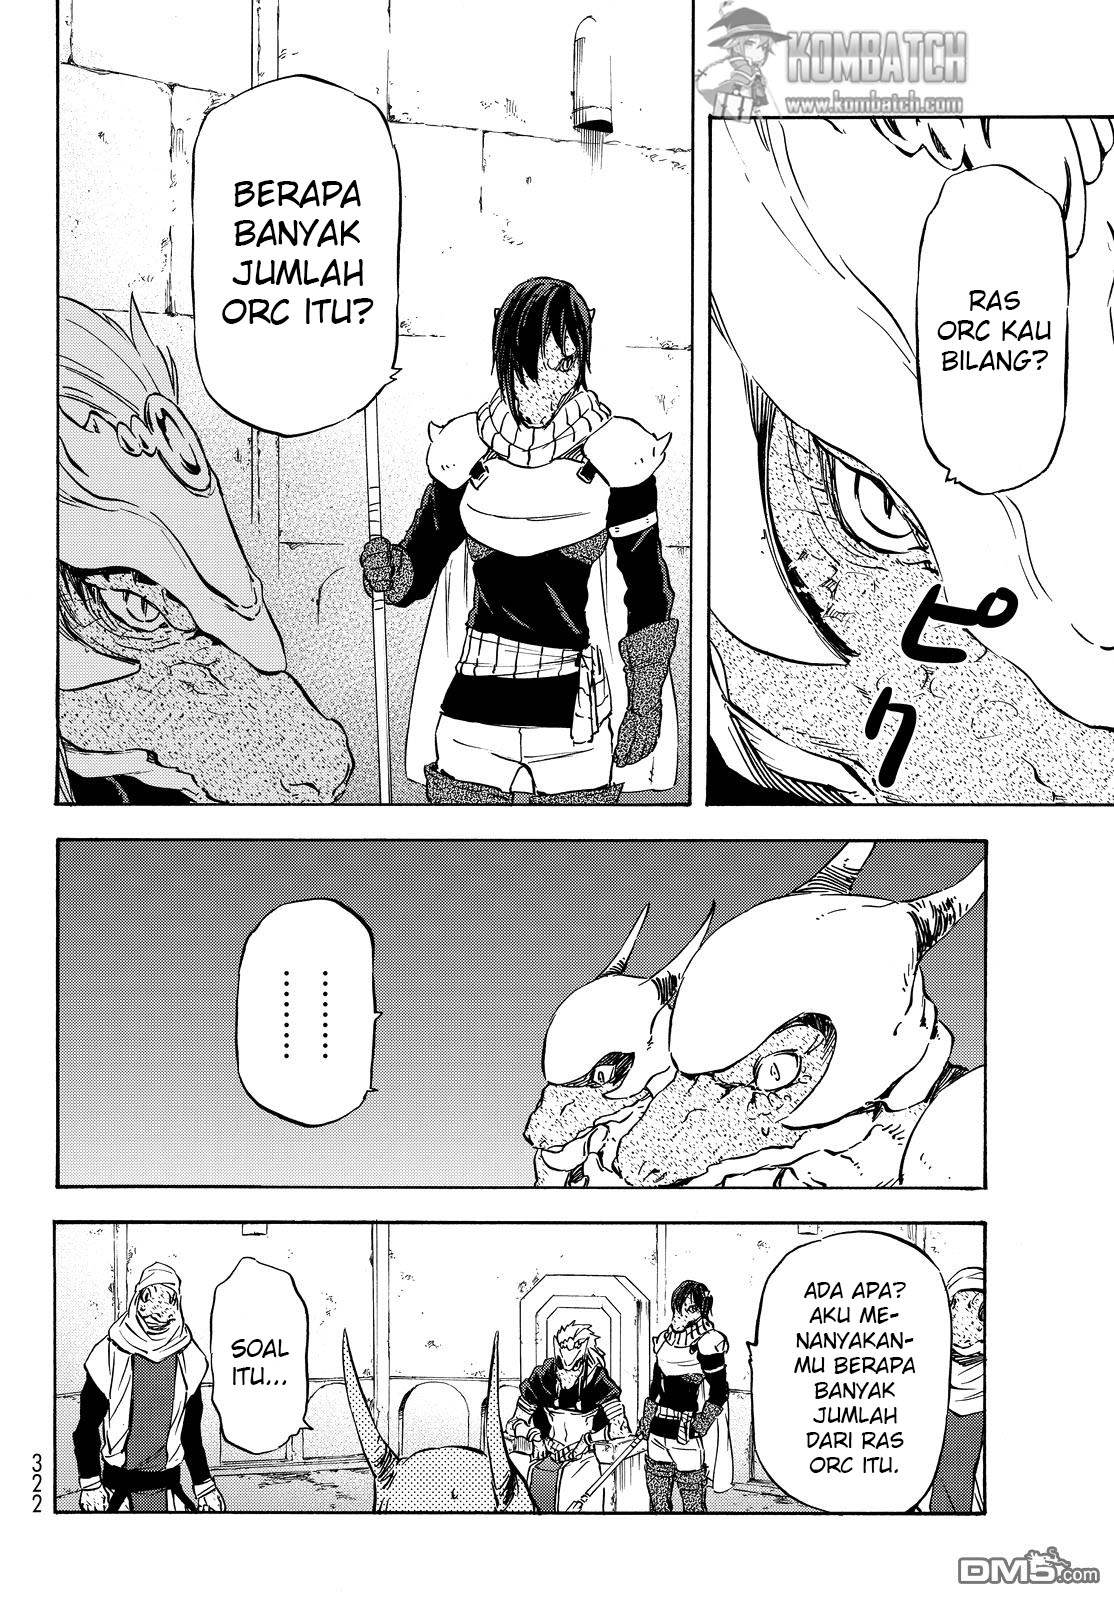 KOMBATCH
www.kombatch.com
RAS
ORC KAU
BILANG?
ピク
BERAPA
BANYAK
JUMLAH
ORC ITU?
………
………
ADA APA?
AKU ME-
NANYAKAN-
MU BERAPA
BANYAK
JUMLAH
DARI RAS
ORC ITU.
SOAL
ITU...
322
DM5.com